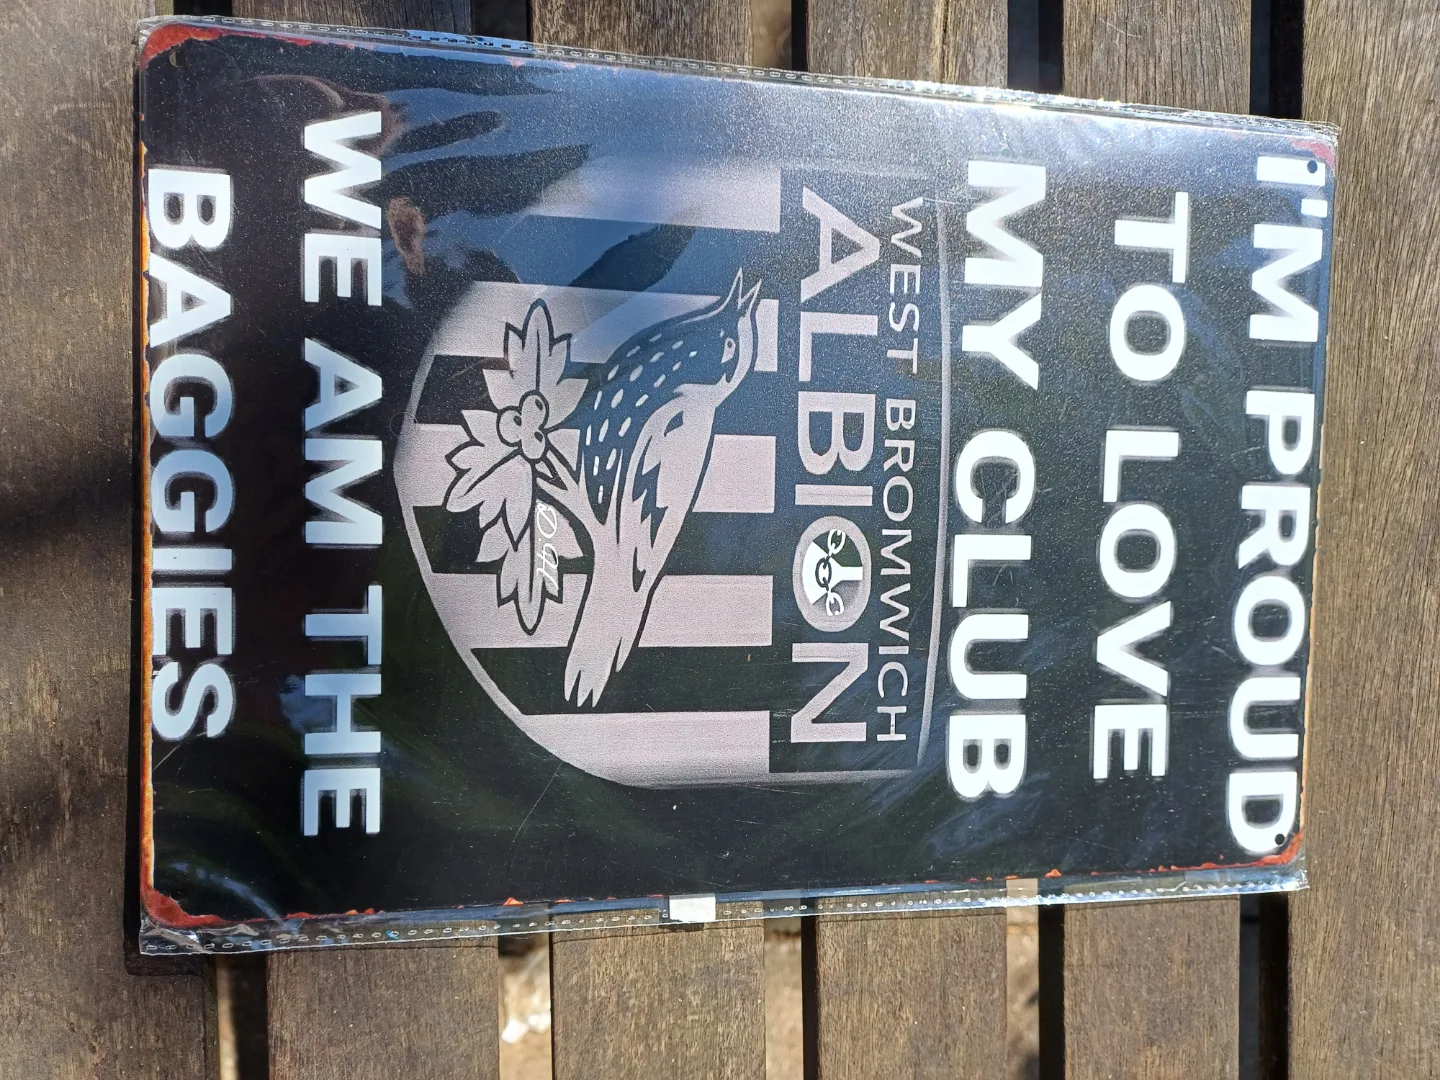 I'M PROUD
TO LOVE
MY CLUB
WEST BROMWICH
ALBION
D.H
WE AM THE
BAGGIES